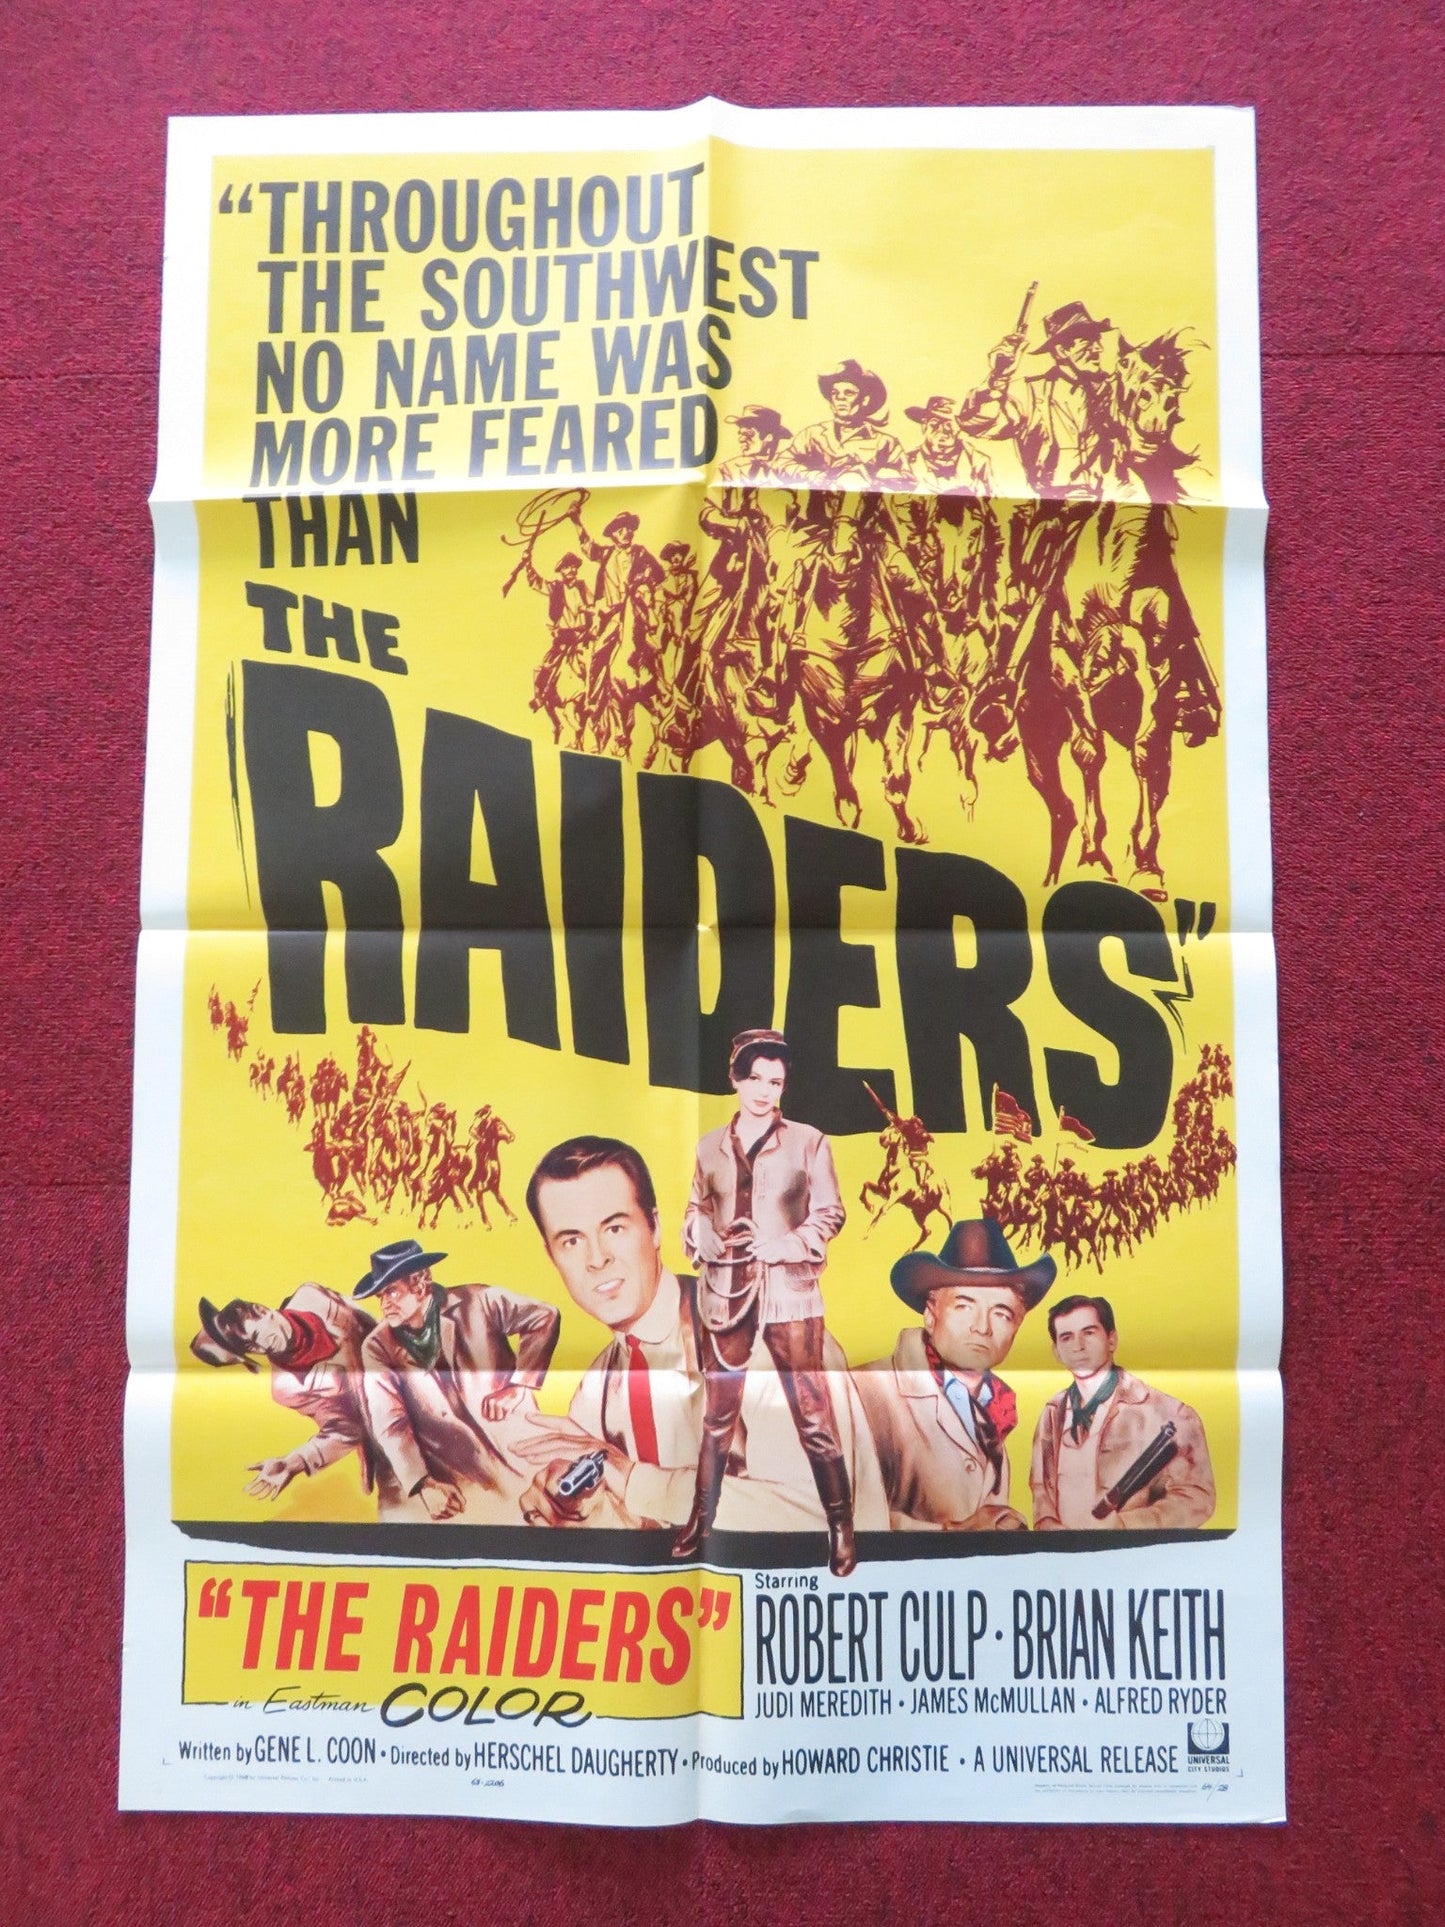 “THROUGHOUT
THE SOUTHWEST
NO NAME WAS
MORE FEARED
THAN
THE
RAIDERS”
“THE RAIDERS”
in Eastman COLOR
Starring
ROBERT CULP · BRIAN KEITH
JUDI MEREDITH · JAMES McMULLAN · ALFRED RYDER
Written by GENE L. COON · Directed by HERSCHEL DAUGHERTY · Produced by HOWARD CHRISTIE · A UNIVERSAL RELEASE
UNIVERSAL
CITY STUDIOS
64/28